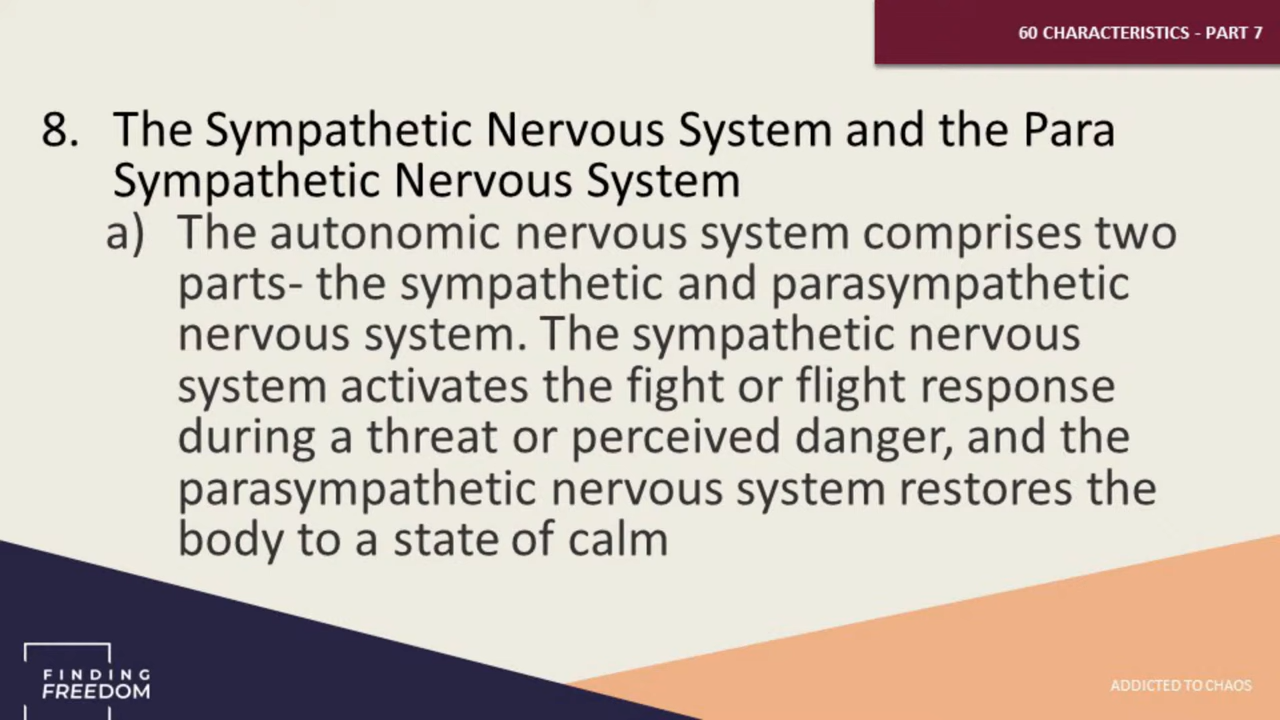 60 CHARACTERISTICS - PART 7
8. The Sympathetic Nervous System and the Para
Sympathetic Nervous System
a) The autonomic nervous system comprises two
parts- the sympathetic and parasympathetic
nervous system. The sympathetic nervous
system activates the fight or flight response
during a threat or perceived danger, and the
parasympathetic nervous system restores the
body to a state of calm
FINDING
FREEDOM
ADDICTED TO CHAOS